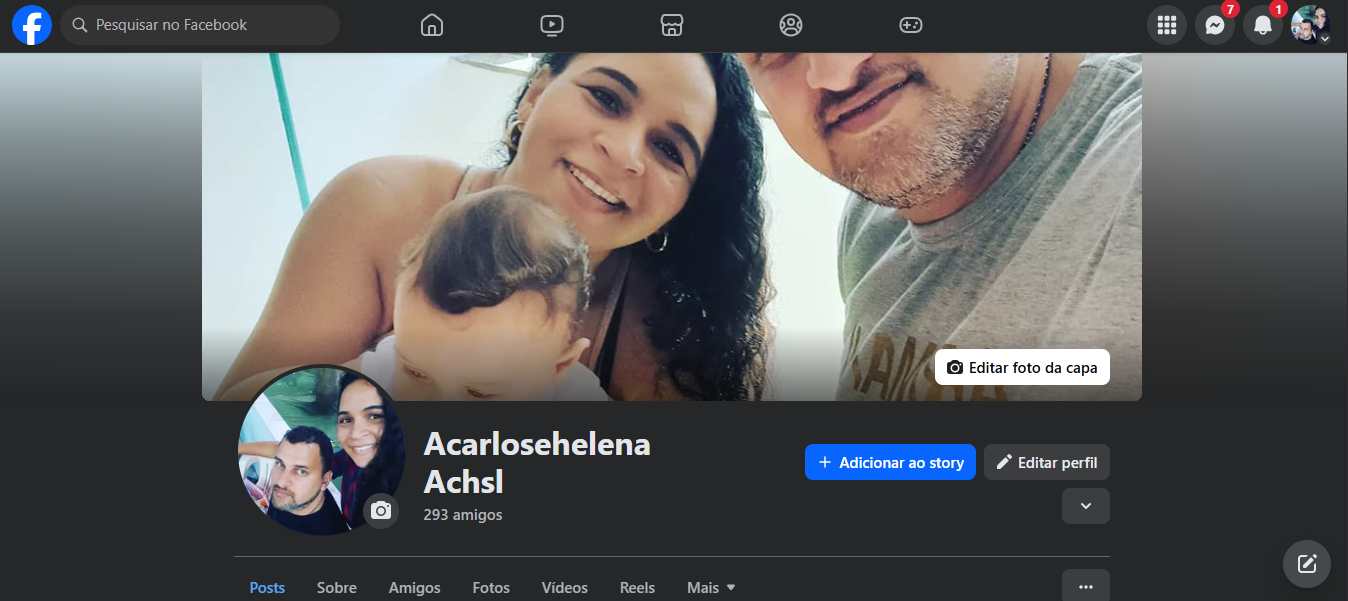 Pesquisar no Facebook
7
1
Editar foto da capa
Acarlosehelena
Achsl
293 amigos
Adicionar ao story
Editar perfil
Posts Sobre Amigos Fotos Vídeos Reels Mais